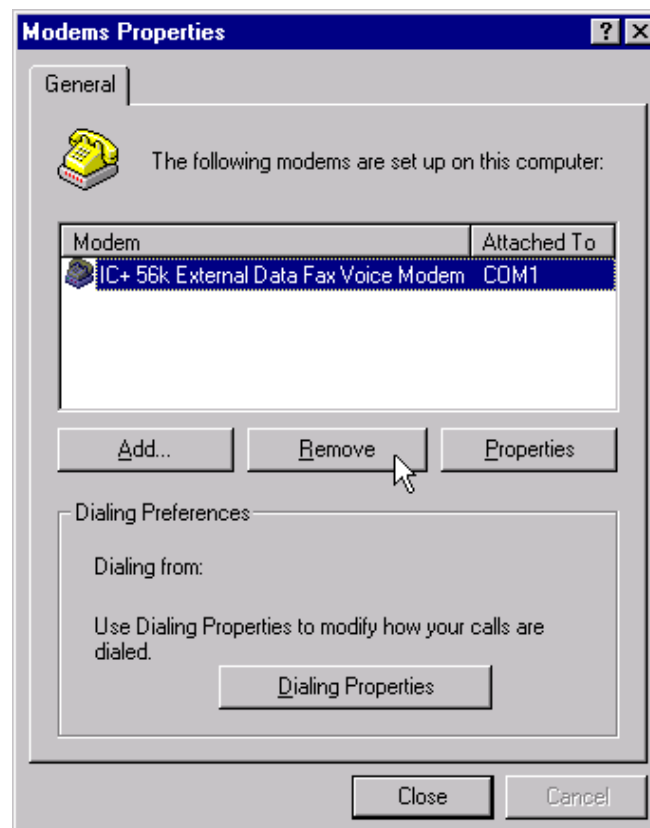 Modems Properties
General
The following modems are set up on this computer:
Modem Attached To
IC+ 56k External Data Fax Voice Modem COM1
Add... Remove Properties
Dialing Preferences
Dialing from:
Use Dialing Properties to modify how your calls are
dialed.
Dialing Properties
Close Cancel